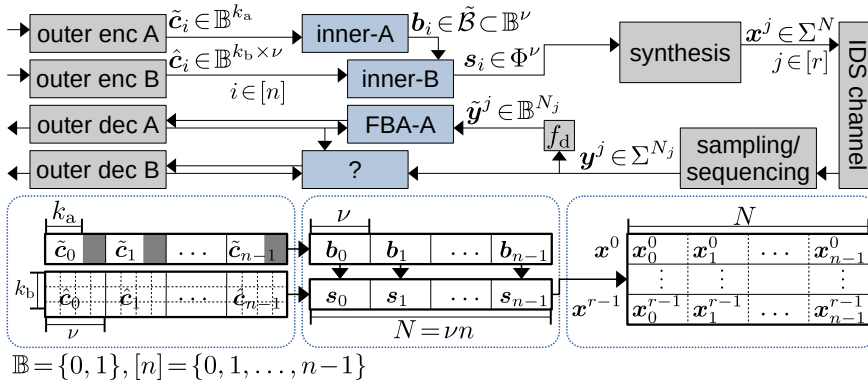 outer enc A c̃_i ∈ 𝔹^{k_a} inner-A b_i ∈ ℬ̃ ⊂ 𝔹^ν
outer enc B ĉ_i ∈ 𝔹^{k_b×ν} inner-B s_i ∈ Φ^ν synthesis x^j ∈ Σ^N
i ∈ [n] j ∈ [r]
IDS channel
outer dec A FBA-A ỹ^j ∈ 𝔹^{N_j} f_d
outer dec B ? y^j ∈ Σ^{N_j} sampling/
sequencing
k_a ν N
c̃_0 c̃_1 ... c̃_{n-1} b_0 b_1 ... b_{n-1} x^0 x^0_0 x^0_1 ... x^0_{n-1}
k_b ĉ_0 ĉ_1 ... ĉ_{n-1} s_0 s_1 ... s_{n-1} ⋮ ⋮
ν N=νn x^{r-1} x^{r-1}_0 x^{r-1}_1 ... x^{r-1}_{n-1}
𝔹={0,1},[n]={0,1,...,n−1}